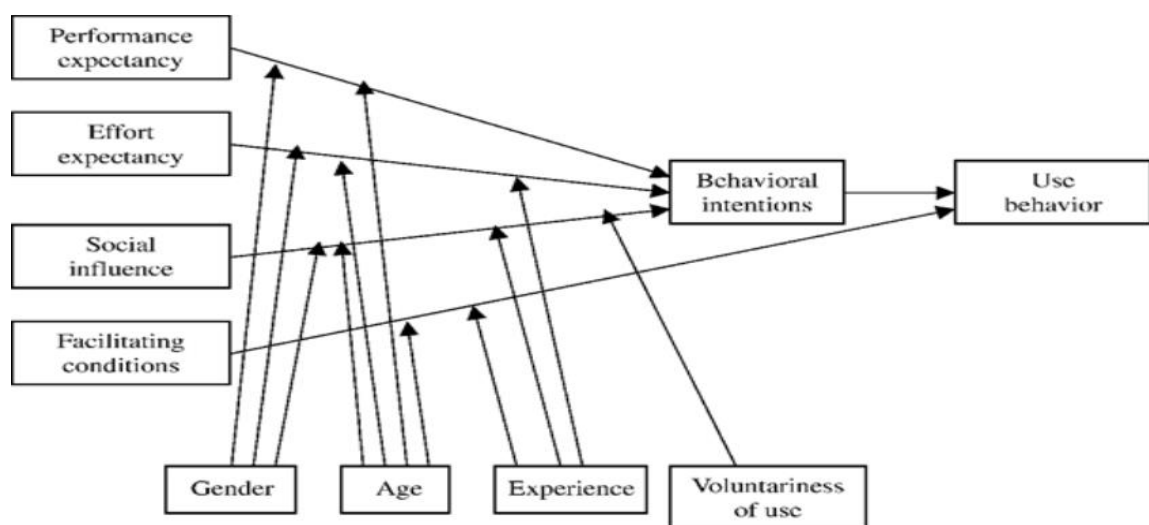 Performance
expectancy
Effort
expectancy
Social
influence
Facilitating
conditions
Behavioral
intentions
Use
behavior
Gender
Age
Experience
Voluntariness
of use